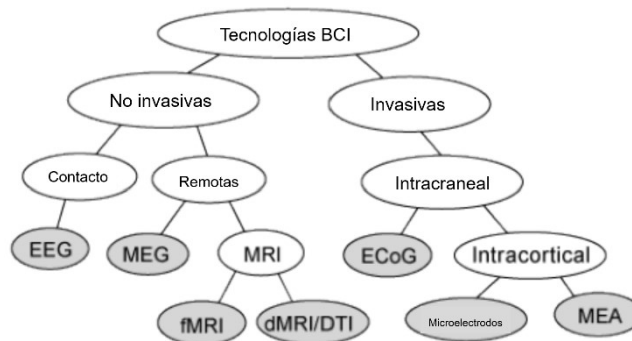 Tecnologías BCI
No invasivas
Invasivas
Contacto
Remotas
Intracraneal
EEG
MEG
MRI
ECoG
Intracortical
fMRI
dMRI/DTI
Microelectrodos
MEA